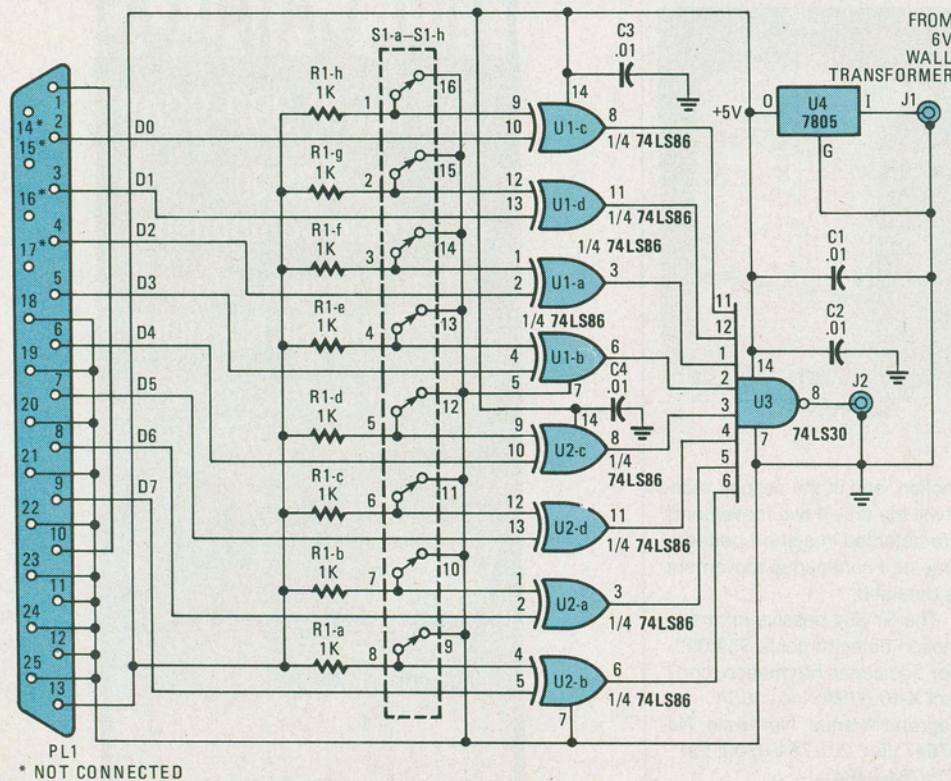 FROM
6V
WALL
TRANSFORMER
J1
S1-a–S1-h
C3
.01
+5V
O
U4
7805
I
G
R1-h
1K
1
16
9
10
14
U1-c
8
1/4 74LS86
1
14*
2
15*
D0
R1-g
1K
2
15
12
13
U1-d
11
1/4 74LS86
3
16*
D1
R1-f
1K
3
14
1
2
U1-a
3
1/4 74LS86
4
17*
D2
C1
.01
R1-e
1K
4
13
4
5
U1-b
6
7
1/4 74LS86
5
18
D3
C2
.01
C4
.01
R1-d
1K
5
12
9
10
14
U2-c
8
1/4
74LS86
6
19
D4
11
12
1
2
3
4
5
6
14
7
U3
8
74LS30
J2
R1-c
1K
6
11
12
13
U2-d
11
1/4 74LS86
7
20
D5
R1-b
1K
7
10
1
2
U2-a
3
1/4 74LS86
8
21
D6
R1-a
1K
8
9
4
5
U2-b
6
7
1/4 74LS86
9
22
D7
10
23
11
24
12
25
13
PL1
* NOT CONNECTED